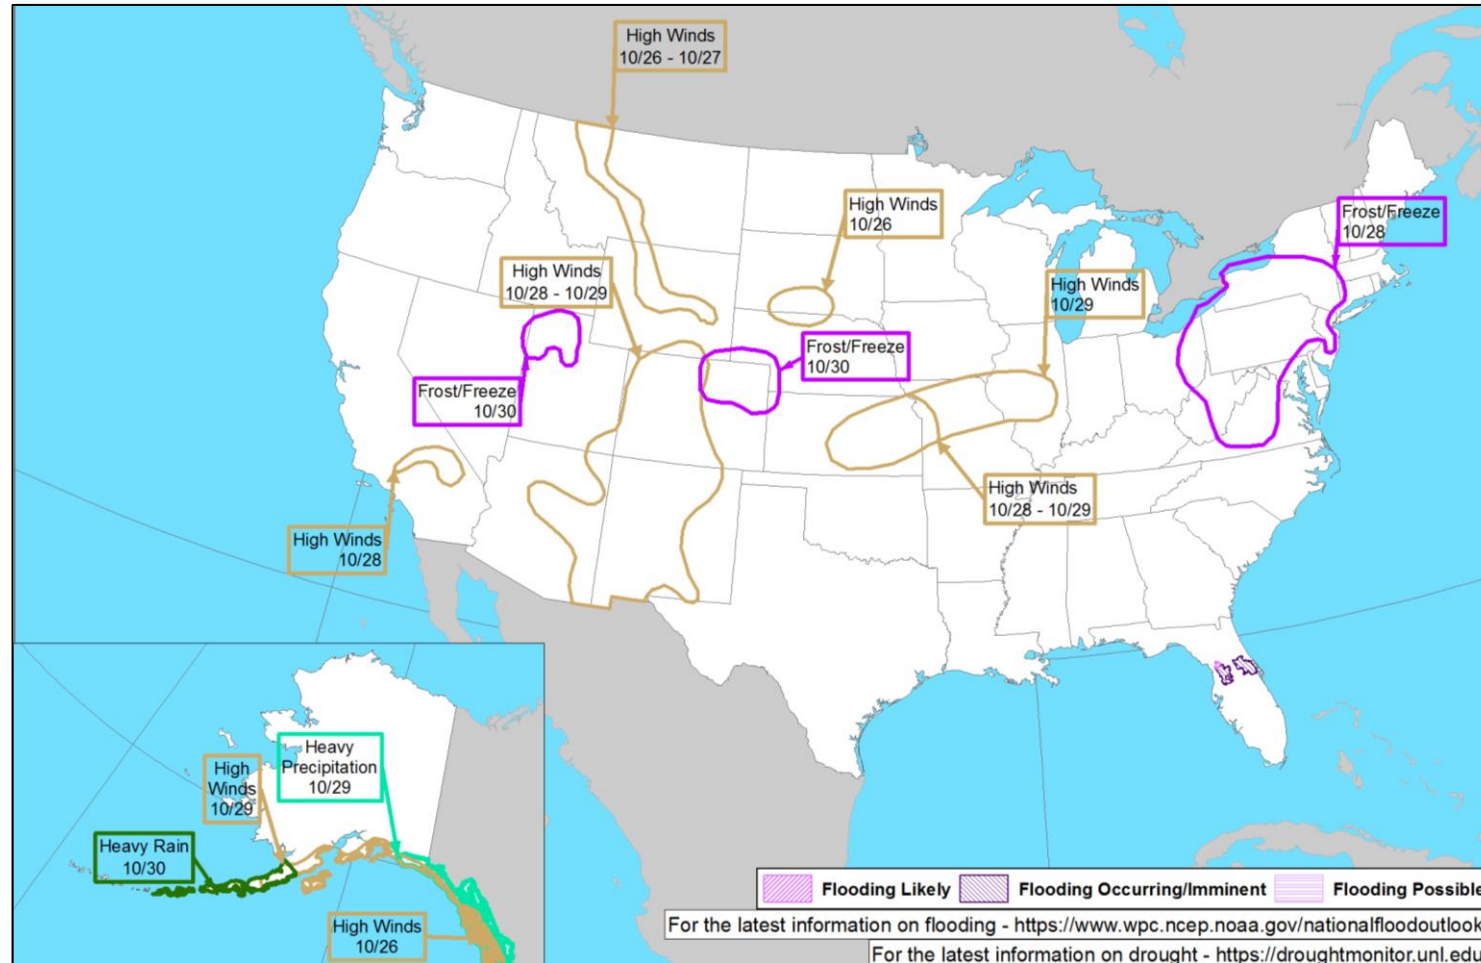 High Winds
10/26 - 10/27
High Winds
10/26
Frost/Freeze
10/28
High Winds
10/28 - 10/29
High Winds
10/29
Frost/Freeze
10/30
Frost/Freeze
10/30
High Winds
10/28 - 10/29
High Winds
10/28
Heavy
Precipitation
10/29
High
Winds
10/29
Heavy Rain
10/30
High Winds
10/26
Flooding Likely Flooding Occurring/Imminent Flooding Possible
For the latest information on flooding - https://www.wpc.ncep.noaa.gov/nationalfloodoutlook
For the latest information on drought - https://droughtmonitor.unl.edu